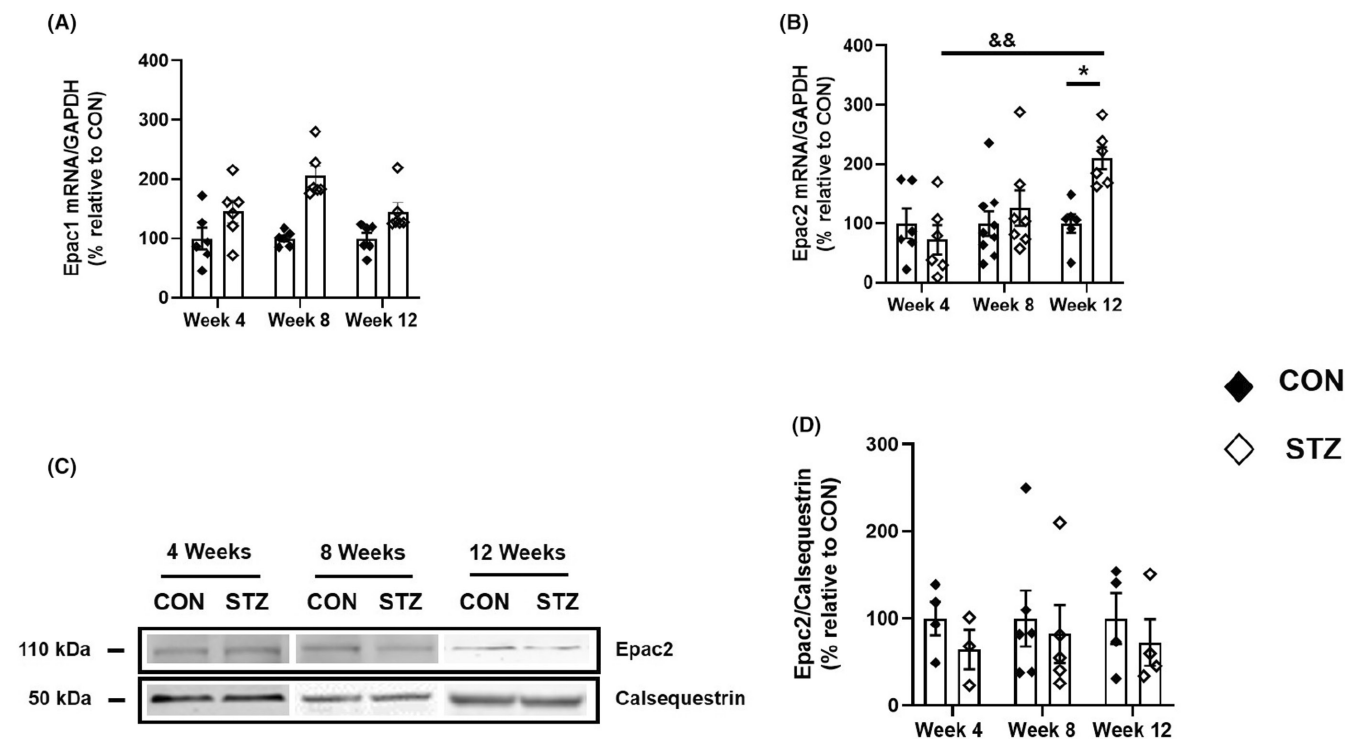 (A)
Epac1 mRNA/GAPDH
(% relative to CON)
400
300
200
100
0
Week 4 Week 8 Week 12
(B)
Epac2 mRNA/GAPDH
(% relative to CON)
400
300
200
100
0
&&
*
Week 4 Week 8 Week 12
CON
STZ
(C)
4 Weeks 8 Weeks 12 Weeks
CON STZ CON STZ CON STZ
110 kDa Epac2
50 kDa Calsequestrin
(D)
Epac2/Calsequestrin
(% relative to CON)
300
200
100
0
Week 4 Week 8 Week 12